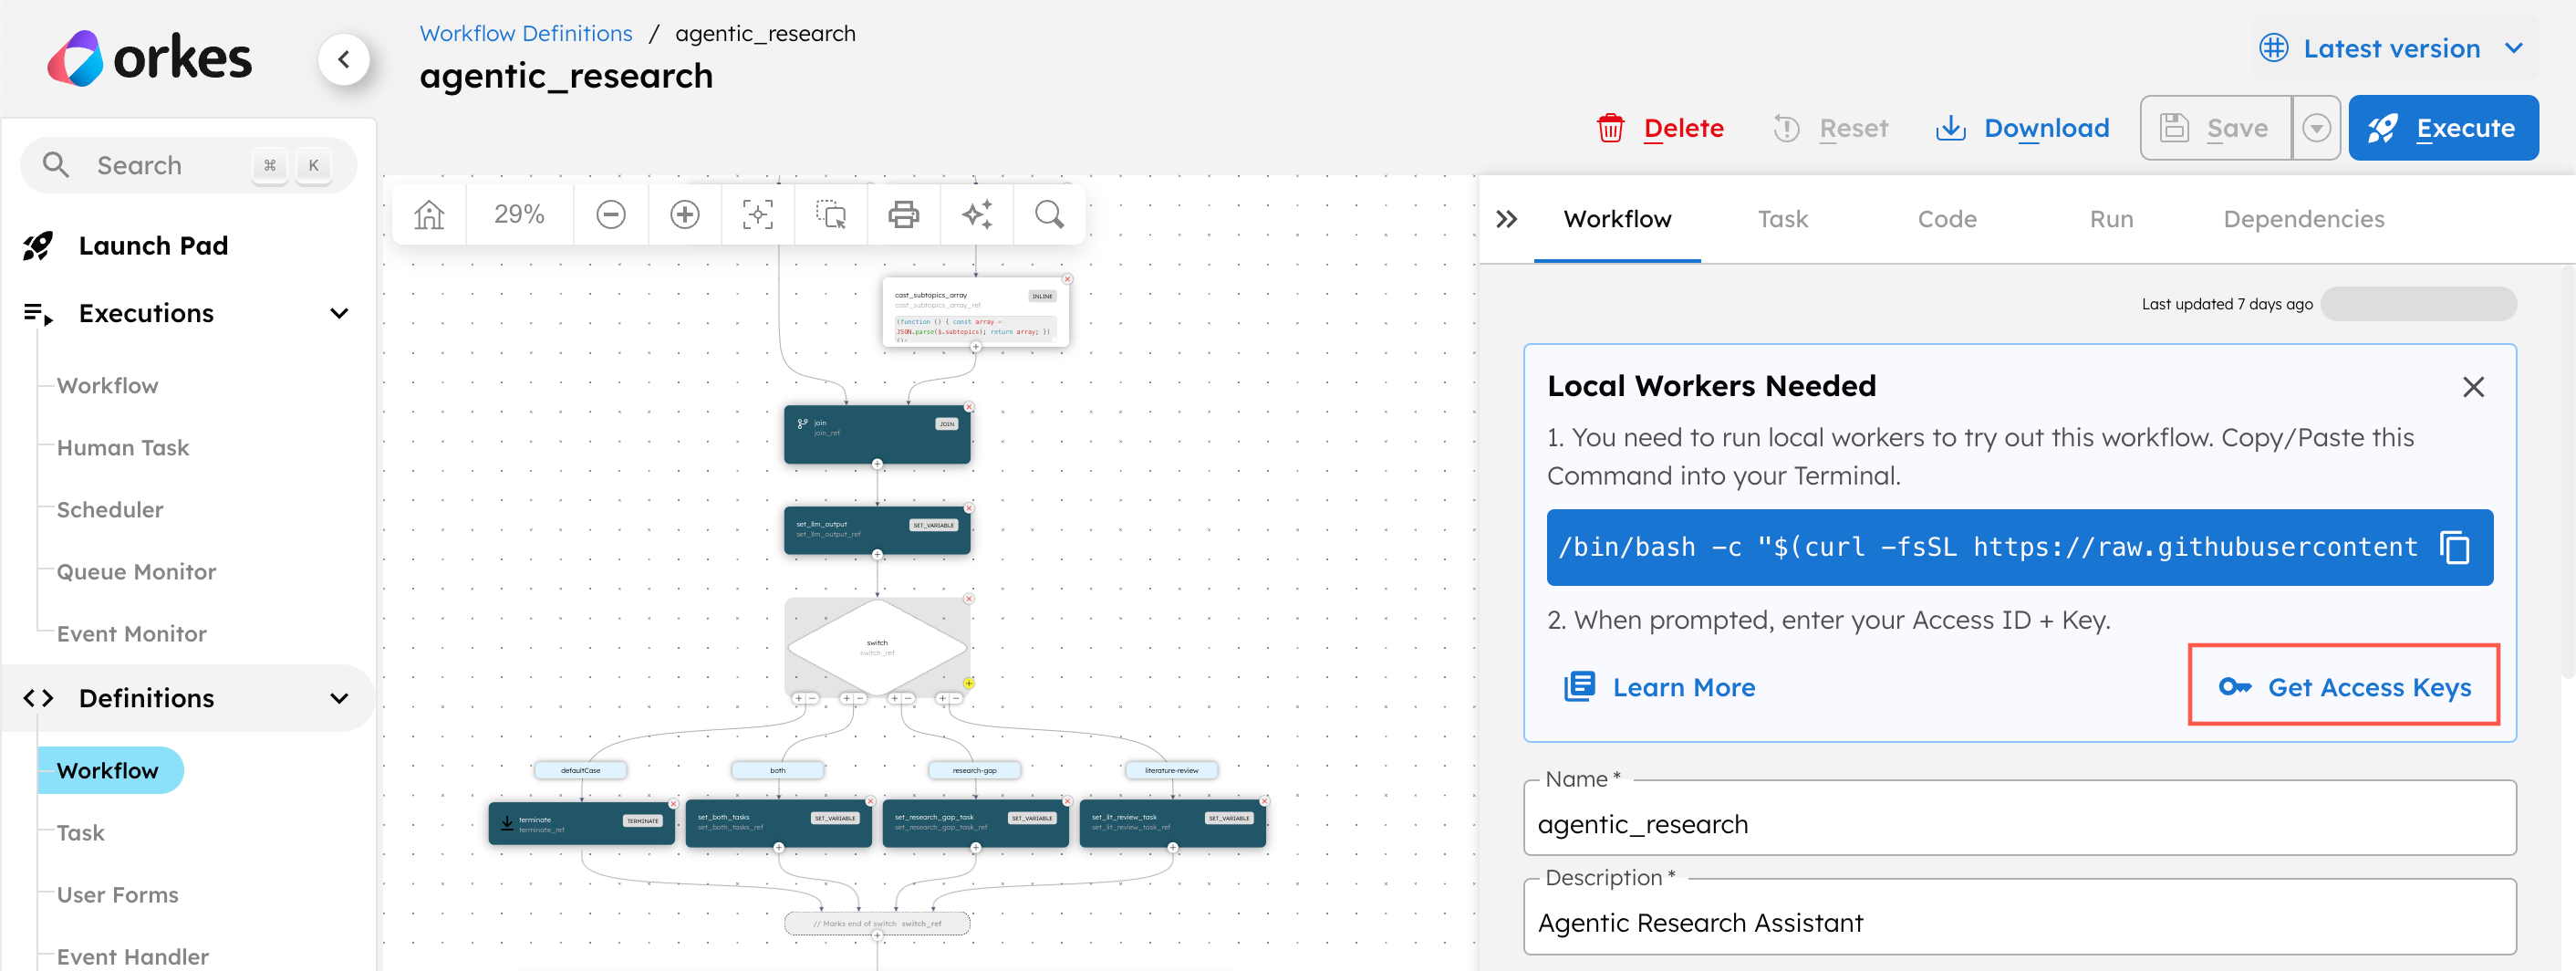 orkes
Workflow Definitions / agentic_research
agentic_research
Latest version
Delete
Reset
Download
Save
Execute
Search
⌘
K
Launch Pad
Executions
Workflow
Human Task
Scheduler
Queue Monitor
Event Monitor
Definitions
Workflow
Task
User Forms
Event Handler
29%
cast_subtopics_array
INLINE
cast_subtopics_array_ref
(function () { const array =
JSON.parse($.subtopics); return array; })
();
join
JOIN
join_ref
set_llm_output
SET_VARIABLE
set_llm_output_ref
switch
switch_ref
defaultCase
both
research-gap
literature-review
terminate
TERMINATE
terminate_ref
set_both_tasks
SET_VARIABLE
set_both_tasks_ref
set_research_gap_task
SET_VARIABLE
set_research_gap_task_ref
set_lit_review_task
SET_VARIABLE
set_lit_review_task_ref
// Marks end of switch switch_ref
Workflow
Task
Code
Run
Dependencies
Last updated 7 days ago
Local Workers Needed
1. You need to run local workers to try out this workflow. Copy/Paste this
Command into your Terminal.
/bin/bash -c "$(curl -fsSL https://raw.githubusercontent
2. When prompted, enter your Access ID + Key.
Learn More
Get Access Keys
Name *
agentic_research
Description *
Agentic Research Assistant